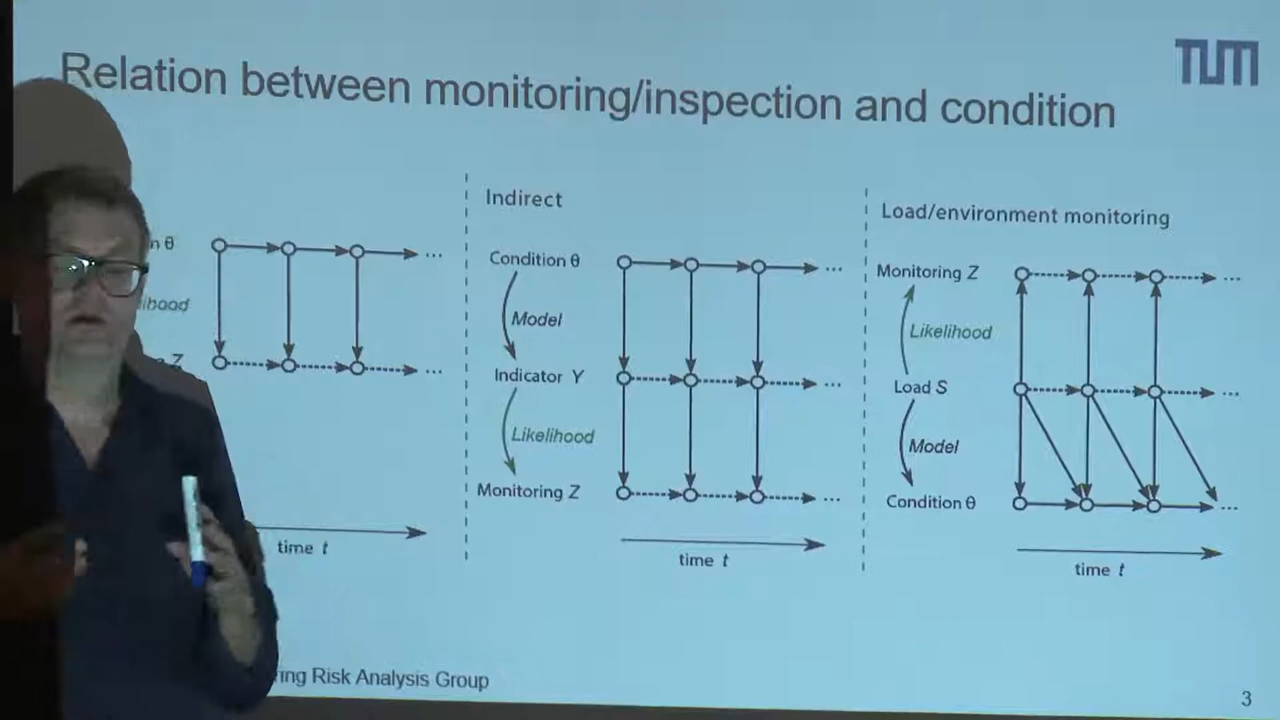 TUM
Relation between monitoring/inspection and condition
n θ
Z
...
...
time t
Indirect
Condition θ
Model
Indicator Y
Likelihood
Monitoring Z
...
...
...
time t
Load/environment monitoring
Monitoring Z
Likelihood
Load S
Model
Condition θ
...
...
...
time t
ing Risk Analysis Group
3